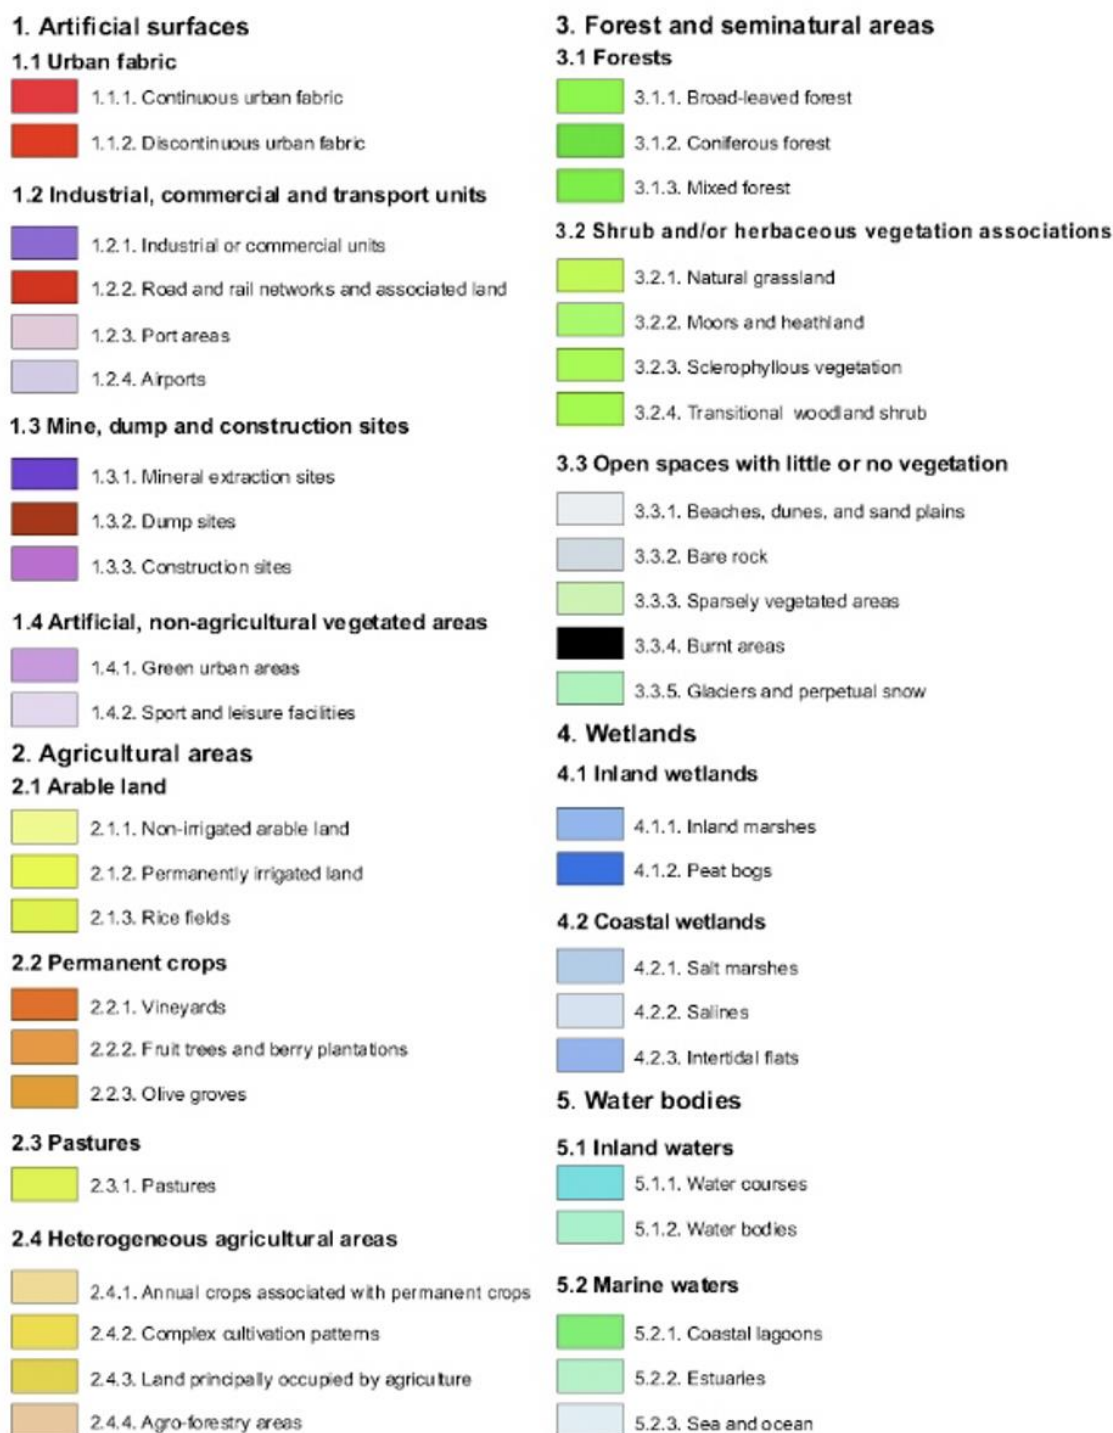 1. Artificial surfaces
1.1 Urban fabric
1.1.1. Continuous urban fabric
1.1.2. Discontinuous urban fabric
1.2 Industrial, commercial and transport units
1.2.1. Industrial or commercial units
1.2.2. Road and rail networks and associated land
1.2.3. Port areas
1.2.4. Airports
1.3 Mine, dump and construction sites
1.3.1. Mineral extraction sites
1.3.2. Dump sites
1.3.3. Construction sites
1.4 Artificial, non-agricultural vegetated areas
1.4.1. Green urban areas
1.4.2. Sport and leisure facilities
2. Agricultural areas
2.1 Arable land
2.1.1. Non-irrigated arable land
2.1.2. Permanently irrigated land
2.1.3. Rice fields
2.2 Permanent crops
2.2.1. Vineyards
2.2.2. Fruit trees and berry plantations
2.2.3. Olive groves
2.3 Pastures
2.3.1. Pastures
2.4 Heterogeneous agricultural areas
2.4.1. Annual crops associated with permanent crops
2.4.2. Complex cultivation patterns
2.4.3. Land principally occupied by agriculture
2.4.4. Agro-forestry areas
3. Forest and seminatural areas
3.1 Forests
3.1.1. Broad-leaved forest
3.1.2. Coniferous forest
3.1.3. Mixed forest
3.2 Shrub and/or herbaceous vegetation associations
3.2.1. Natural grassland
3.2.2. Moors and heathland
3.2.3. Sclerophyllous vegetation
3.2.4. Transitional woodland shrub
3.3 Open spaces with little or no vegetation
3.3.1. Beaches, dunes, and sand plains
3.3.2. Bare rock
3.3.3. Sparsely vegetated areas
3.3.4. Burnt areas
3.3.5. Glaciers and perpetual snow
4. Wetlands
4.1 Inland wetlands
4.1.1. Inland marshes
4.1.2. Peat bogs
4.2 Coastal wetlands
4.2.1. Salt marshes
4.2.2. Salines
4.2.3. Intertidal flats
5. Water bodies
5.1 Inland waters
5.1.1. Water courses
5.1.2. Water bodies
5.2 Marine waters
5.2.1. Coastal lagoons
5.2.2. Estuaries
5.2.3. Sea and ocean